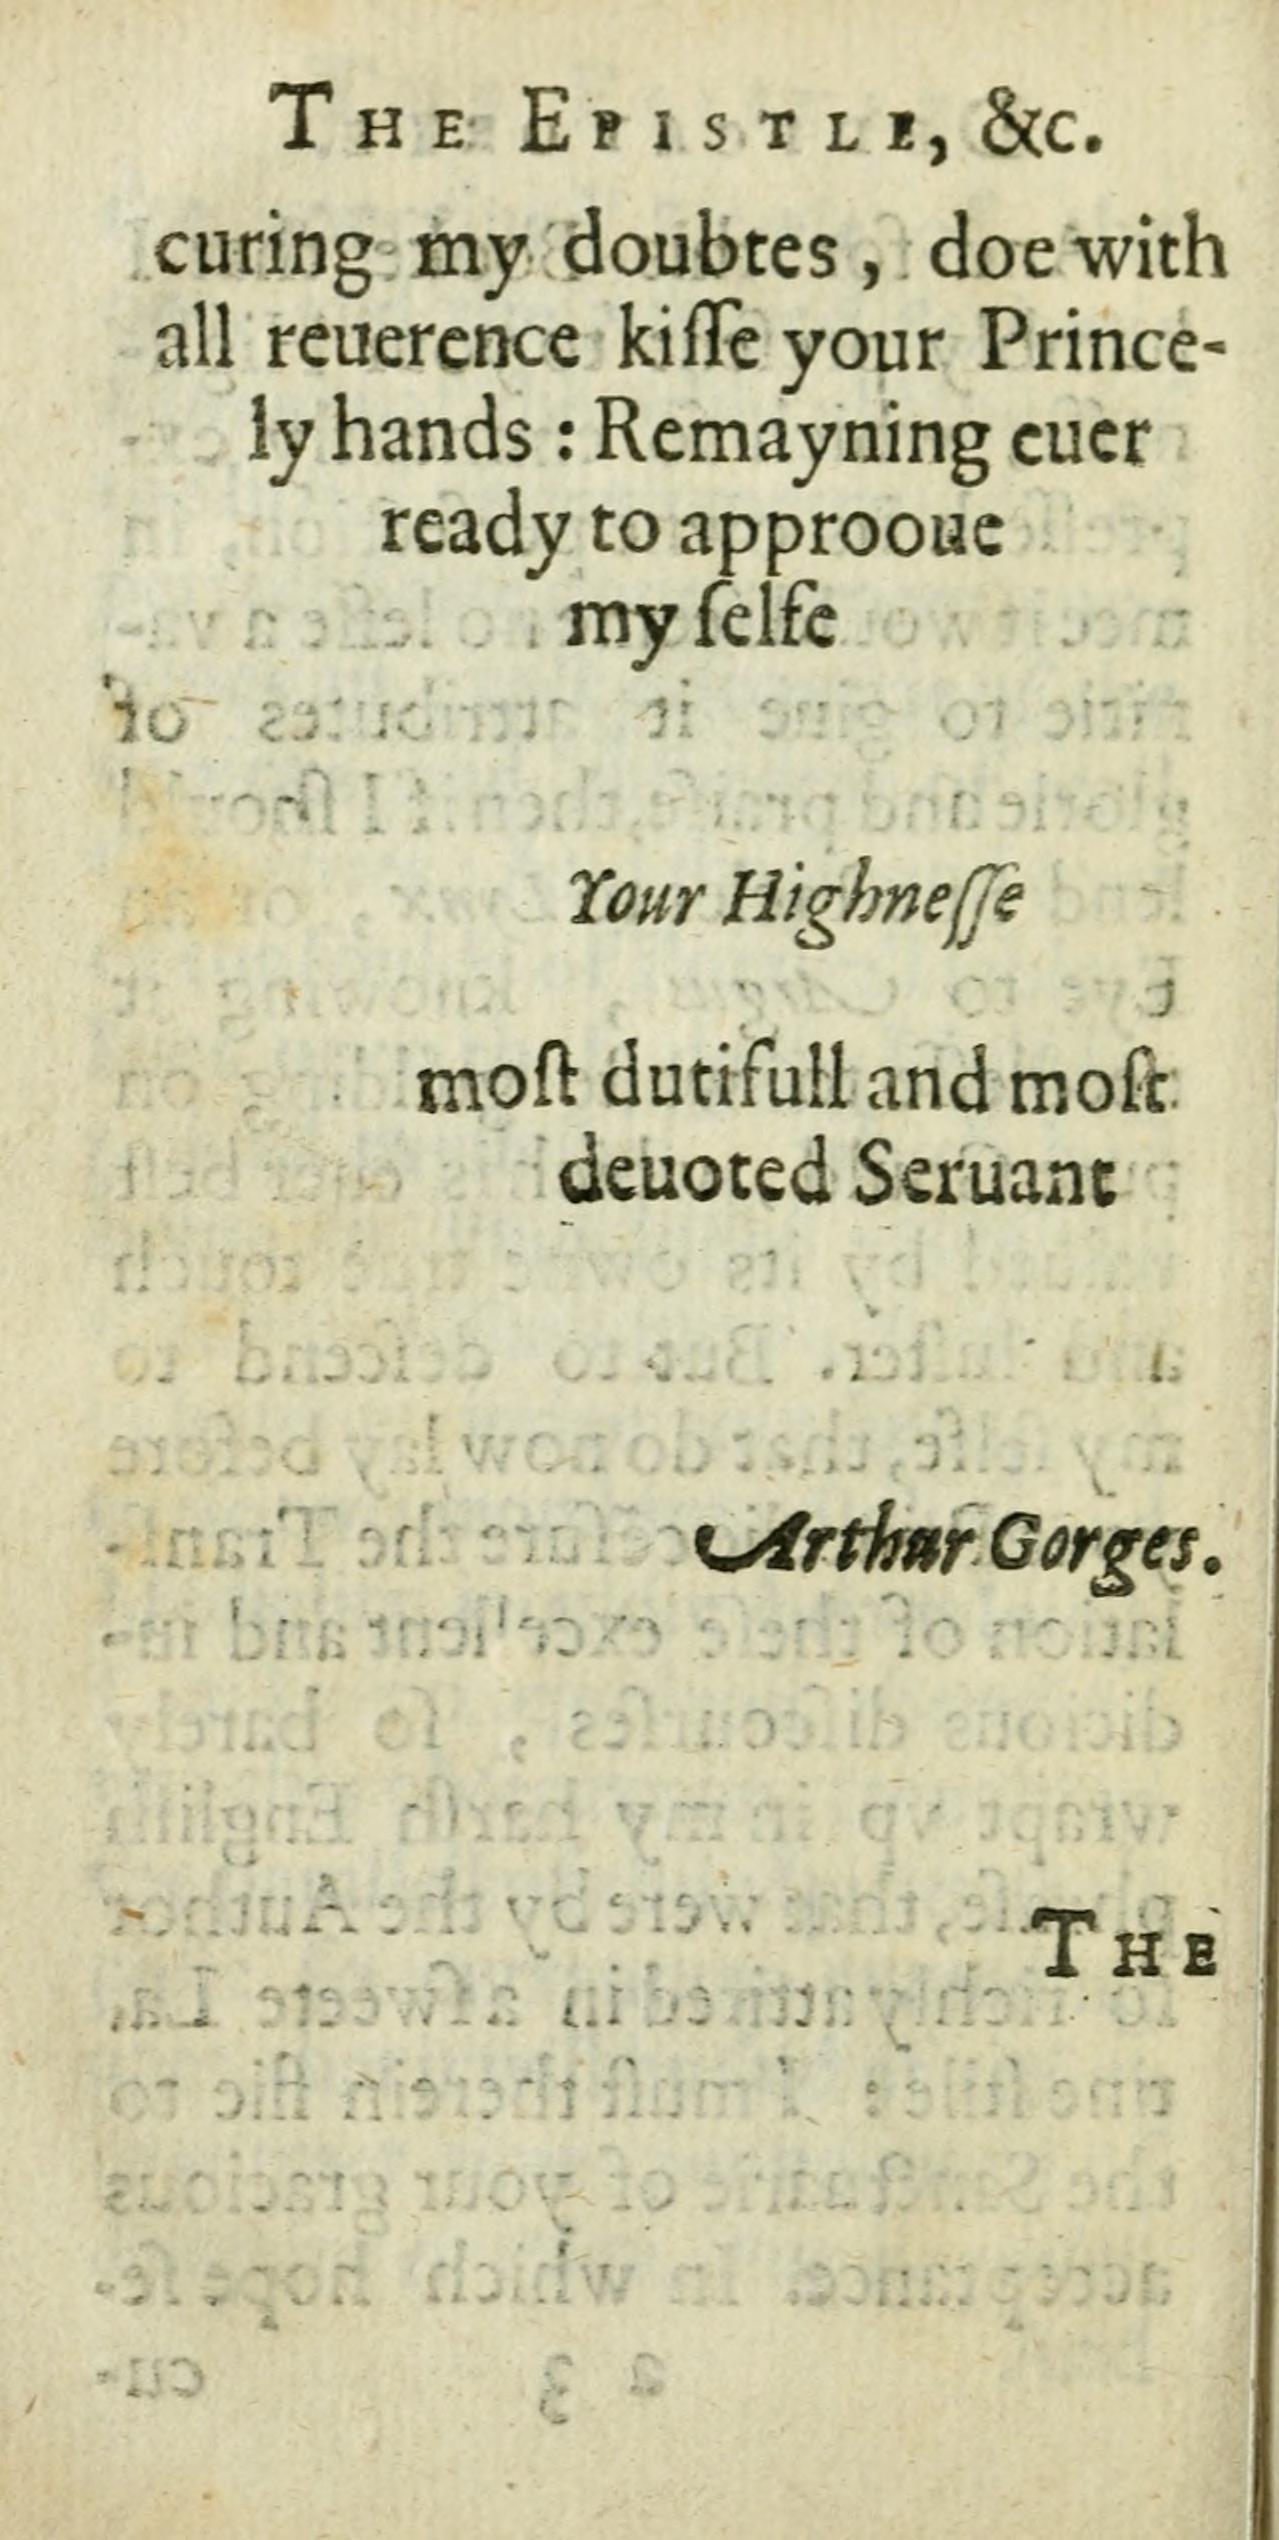 THE EPISTLE, &c.
curing my doubtes, doe with
all reuerence kiſſe your Prince-
ly hands: Remayning euer
ready to approoue
my ſelfe
Your Highneſſe
moſt dutifull and moſt
deuoted Seruant
Arthur Gorges.
THE